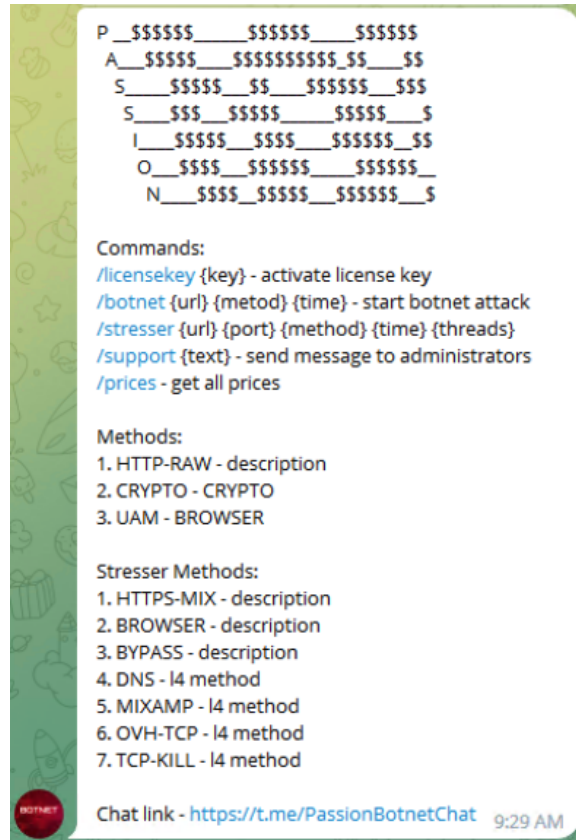 P __$$$$$$______$$$$$$_____$$$$$$
A___$$$$$____$$$$$$$$$$_$$____$$
S_____$$$$$___$$____$$$$$$___$$$
S____$$$___$$$$$______$$$$$____$
I____$$$$$___$$$$____$$$$$$__$$
O___$$$$___$$$$$$_____$$$$$$__
N____$$$$__$$$$$___$$$$$$___$
Commands:
/licensekey {key} - activate license key
/botnet {url} {metod} {time} - start botnet attack
/stresser {url} {port} {method} {time} {threads}
/support {text} - send message to administrators
/prices - get all prices
Methods:
1. HTTP-RAW - description
2. CRYPTO - CRYPTO
3. UAM - BROWSER
Stresser Methods:
1. HTTPS-MIX - description
2. BROWSER - description
3. BYPASS - description
4. DNS - l4 method
5. MIXAMP - l4 method
6. OVH-TCP - l4 method
7. TCP-KILL - l4 method
BOTNET
Chat link - https://t.me/PassionBotnetChat 9:29 AM